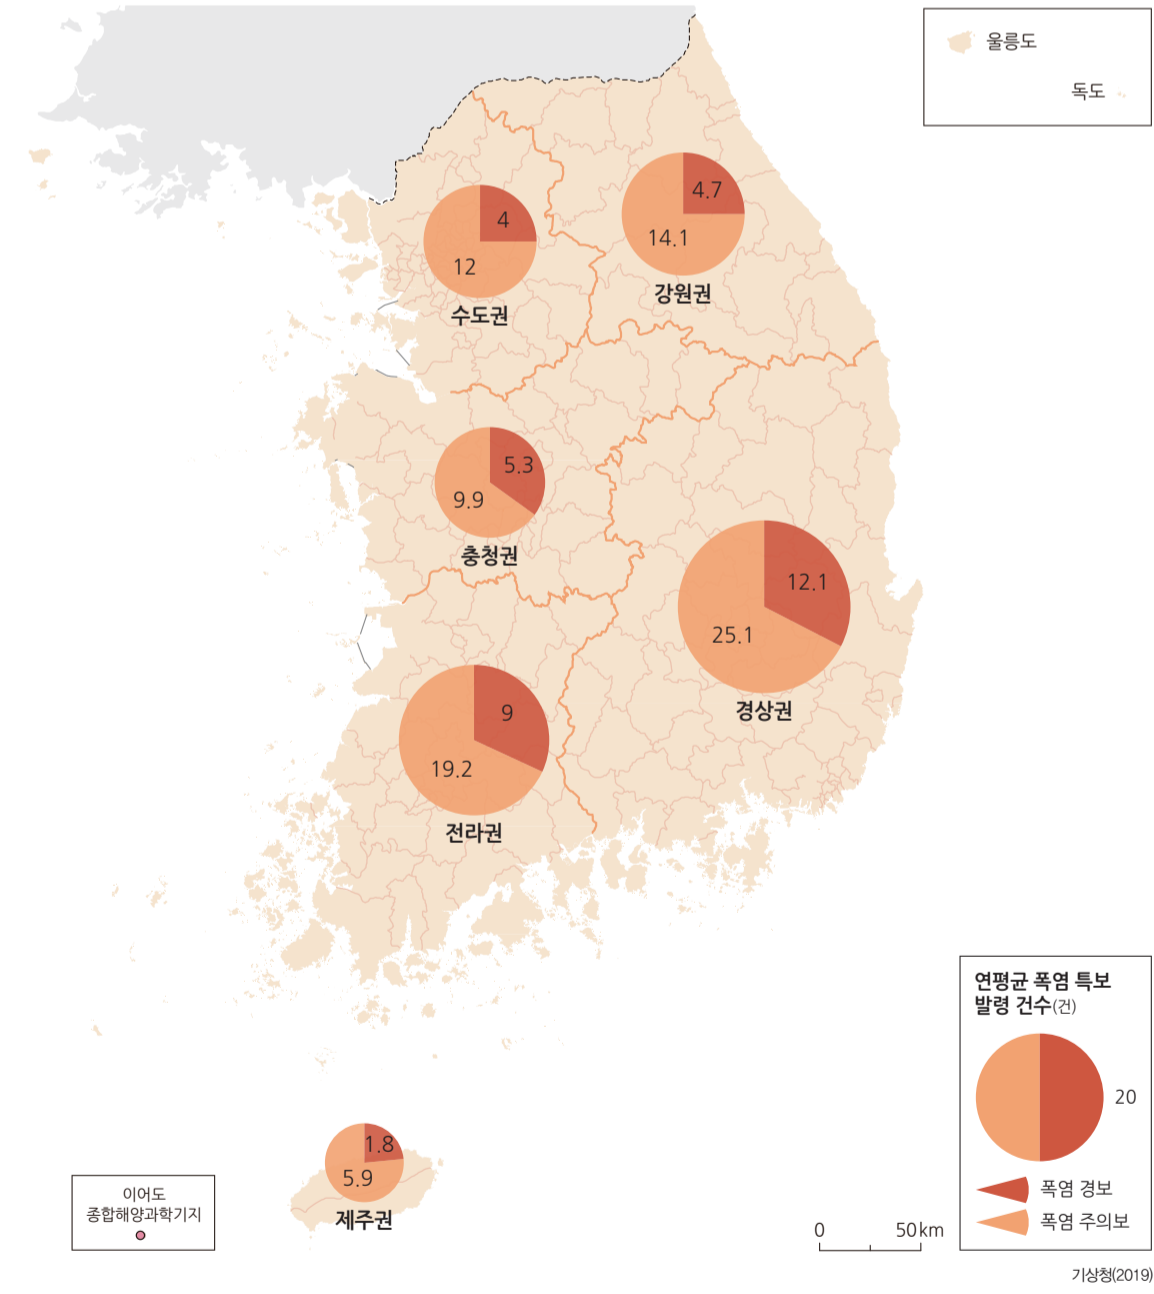 울릉도
독도
4
12
수도권
4.7
14.1
강원권
5.3
9.9
충청권
12.1
25.1
경상권
9
19.2
전라권
1.8
5.9
제주권
이어도
종합해양과학기지
연평균 폭염 특보
발령 건수(건)
20
폭염 경보
폭염 주의보
0 50km
기상청(2019)